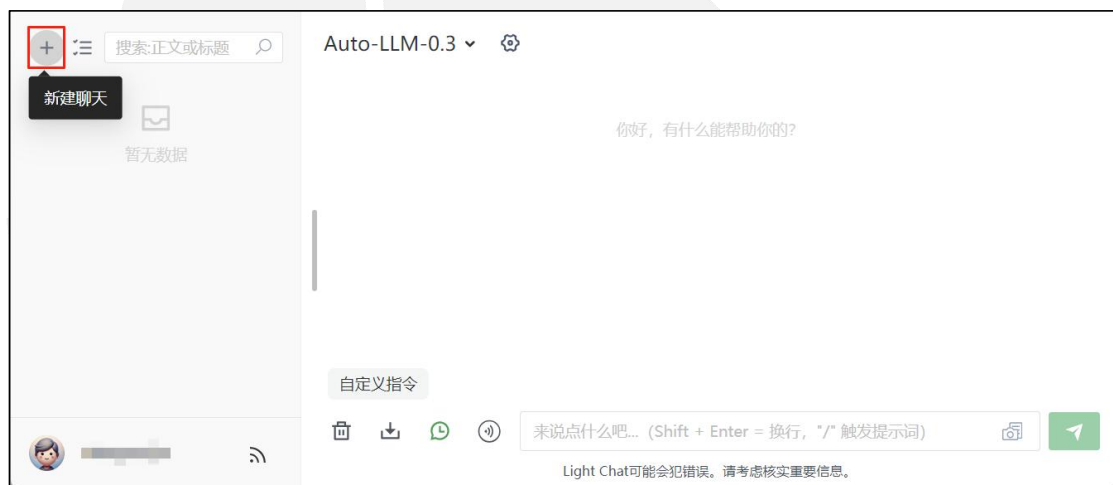 搜索:正文或标题
新建聊天
暂无数据
Auto-LLM-0.3
你好，有什么能帮助你的?
自定义指令
来说点什么吧... (Shift + Enter = 换行，"/" 触发提示词)
Light Chat可能会犯错误。请考虑核实重要信息。